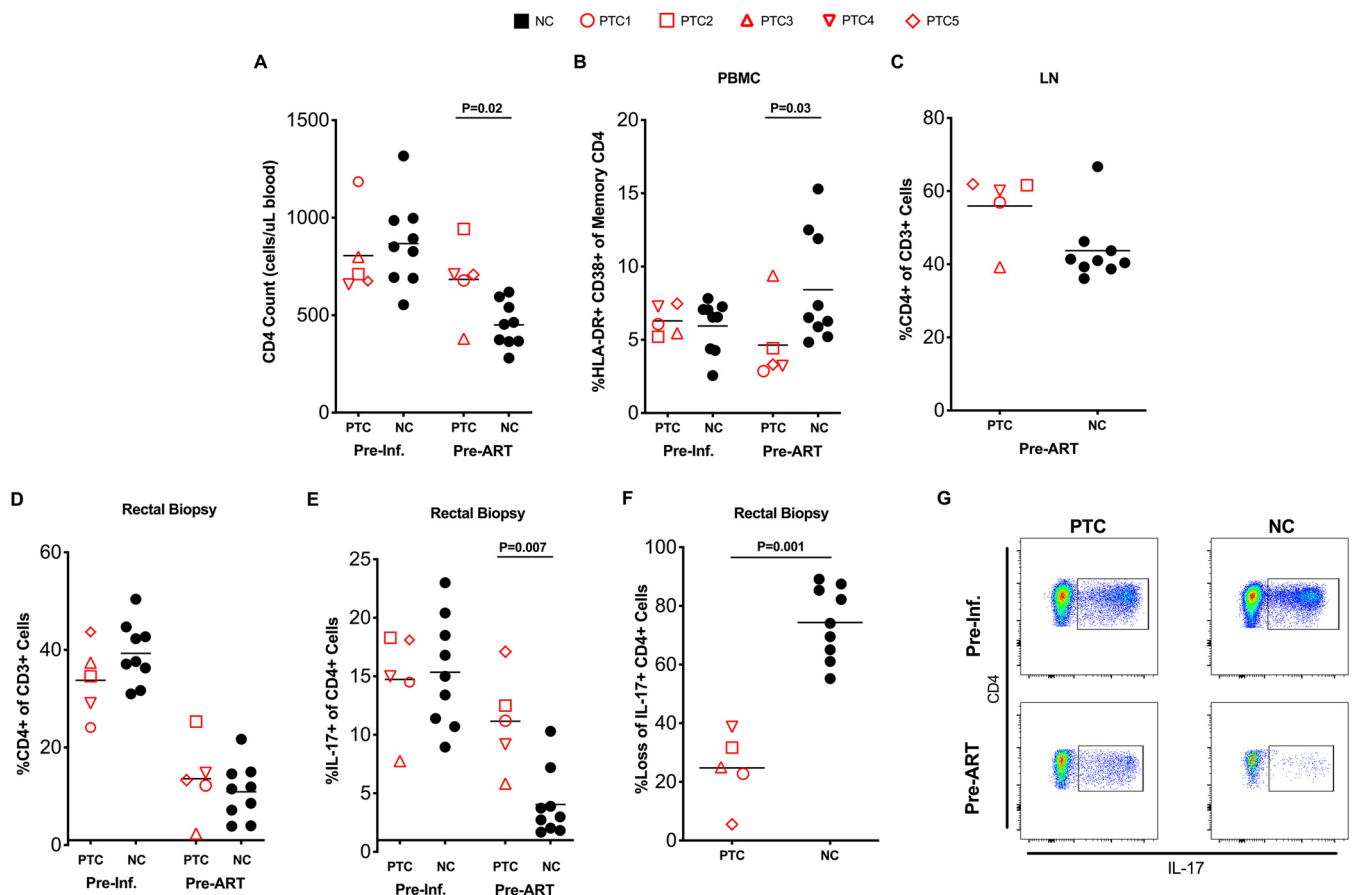 NC PTC1 PTC2 PTC3 PTC4 PTC5
A
CD4 Count (cells/uL blood)
1500
1000
500
0
P=0.02
PTC NC PTC NC
Pre-Inf. Pre-ART
B
PBMC
%HLA-DR+ CD38+ of Memory CD4
20
15
10
5
0
P=0.03
PTC NC PTC NC
Pre-Inf. Pre-ART
C
LN
%CD4+ of CD3+ Cells
80
60
40
20
0
PTC NC
Pre-ART
D
Rectal Biopsy
%CD4+ of CD3+ Cells
60
40
20
0
PTC NC PTC NC
Pre-Inf. Pre-ART
E
Rectal Biopsy
%IL-17+ of CD4+ Cells
25
20
15
10
5
0
P=0.007
PTC NC PTC NC
Pre-Inf. Pre-ART
F
Rectal Biopsy
%Loss of IL-17+ CD4+ Cells
100
80
60
40
20
0
P=0.001
PTC NC
G
PTC NC
Pre-Inf.
CD4
Pre-ART
IL-17